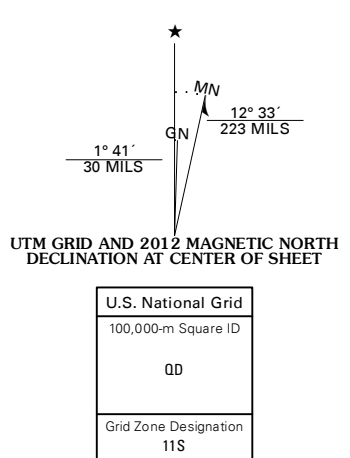 ★
MN
GN
12° 33´
223 MILS
1° 41´
30 MILS
UTM GRID AND 2012 MAGNETIC NORTH
DECLINATION AT CENTER OF SHEET
U.S. National Grid
100,000-m Square ID
QD
Grid Zone Designation
11S